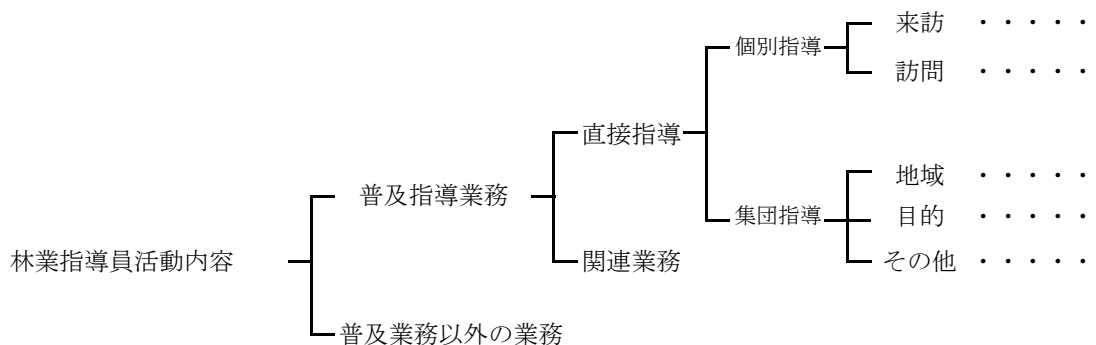 来訪 ・・・・・
個別指導
訪問 ・・・・・
直接指導
地域 ・・・・・
普及指導業務
集団指導
目的 ・・・・・
林業指導員活動内容
関連業務
その他 ・・・・・
普及業務以外の業務